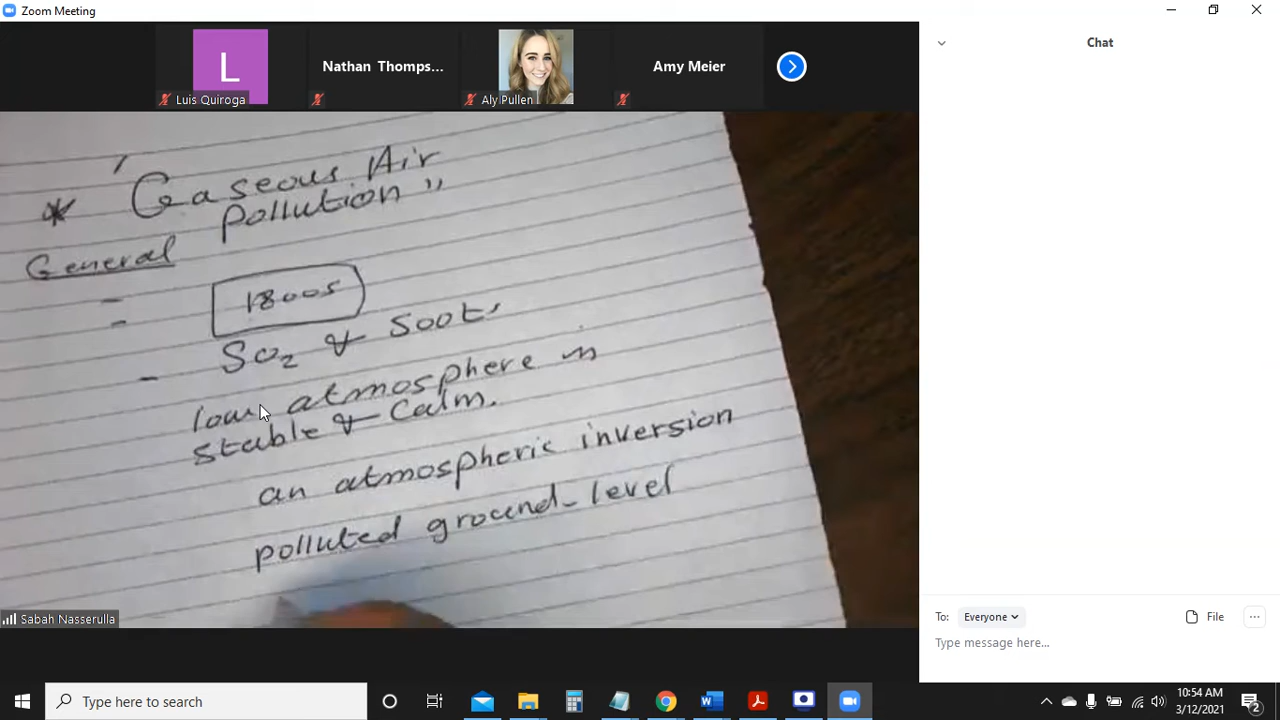 Zoom Meeting
L
Luis Quiroga
Nathan Thomps...
Aly Pullen
Amy Meier
Chat
* "Gaseous Air
Pollution"
General
- 1800s
-
- SO2 & Soot.
low atmosphere is
stable & Calm.
an atmospheric inversion
polluted ground-level
Sabah Nasserulla
To: Everyone
File
...
Type message here...
Type here to search
10:54 AM
3/12/2021
2